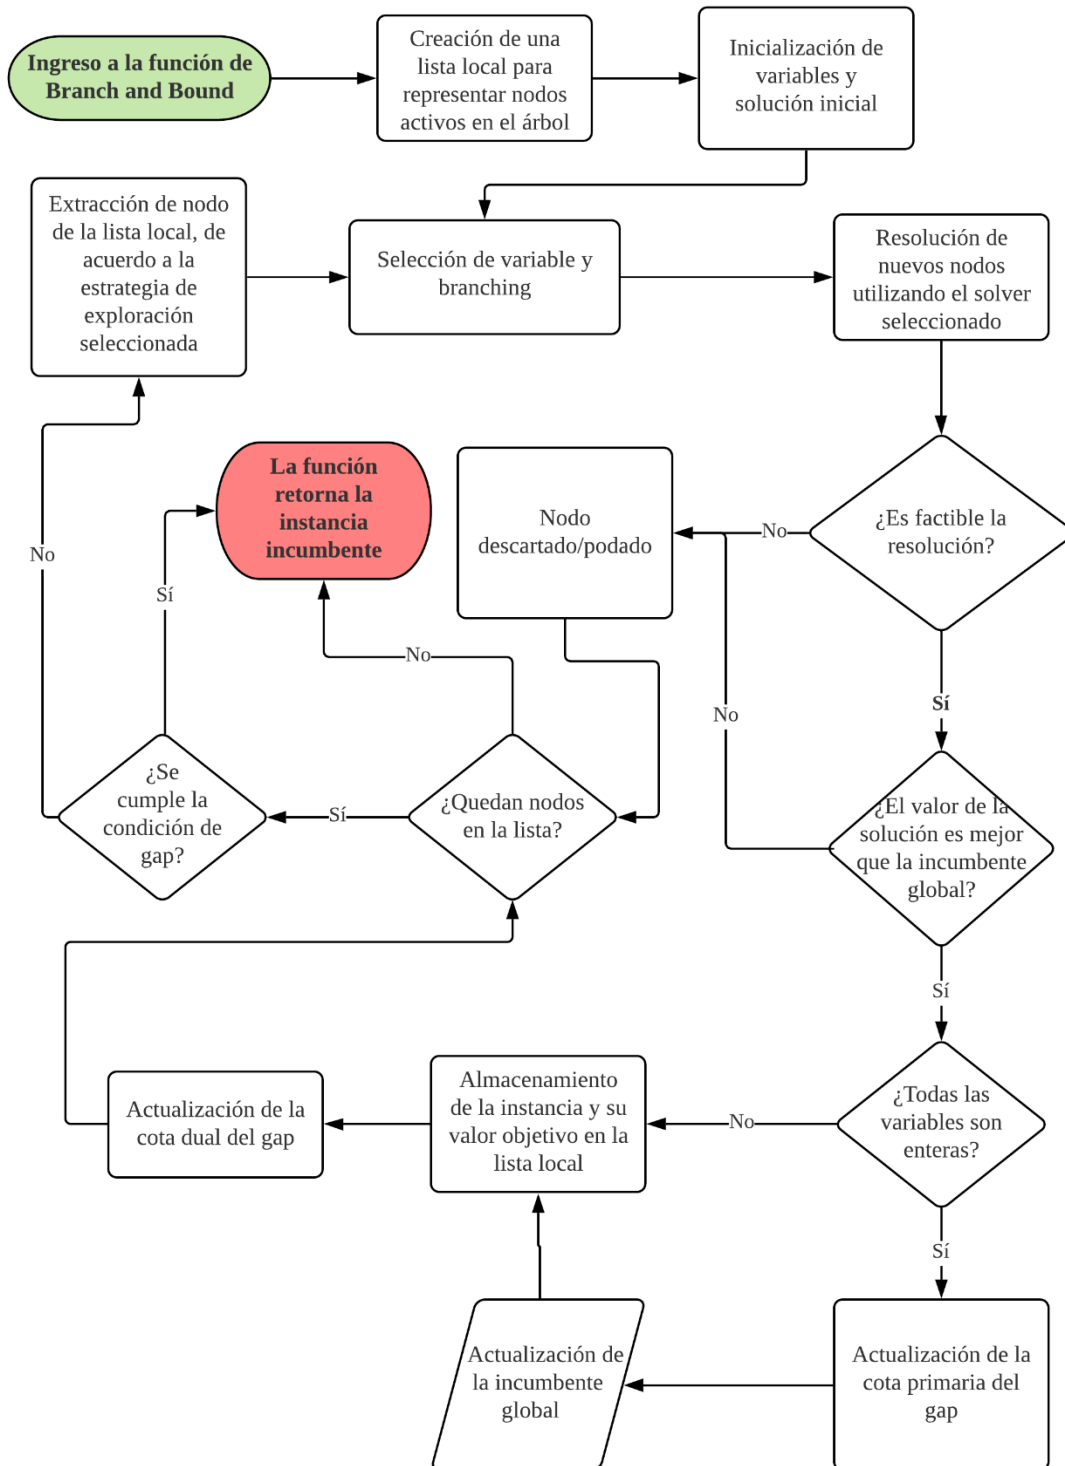 Ingreso a la función de
Branch and Bound
Creación de una
lista local para
representar nodos
activos en el árbol
Inicialización de
variables y
solución inicial
Extracción de nodo
de la lista local, de
acuerdo a la
estrategia de
exploración
seleccionada
Selección de variable y
branching
Resolución de
nuevos nodos
utilizando el solver
seleccionado
La función
retorna la
instancia
incumbente
Nodo
descartado/podado
No
¿Es factible la
resolución?
No
Sí
No
Sí
No
¿Se
cumple la
condición de
gap?
Sí
¿Quedan nodos
en la lista?
¿El valor de la
solución es mejor
que la incumbente
global?
Sí
Actualización de la
cota dual del gap
Almacenamiento
de la instancia y su
valor objetivo en la
lista local
No
¿Todas las
variables son
enteras?
Sí
Actualización de
la incumbente
global
Actualización de la
cota primaria del
gap